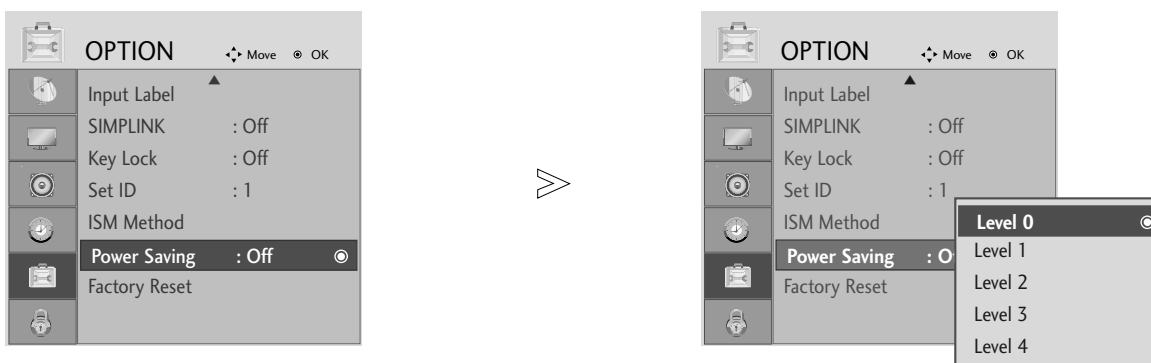 OPTION Move OK
Input Label
SIMPLINK : Off
Key Lock : Off
Set ID : 1
ISM Method
Power Saving : Off
Factory Reset
OPTION Move OK
Input Label
SIMPLINK : Off
Key Lock : Off
Set ID : 1
ISM Method
Power Saving : O
Factory Reset
Level 0
Level 1
Level 2
Level 3
Level 4